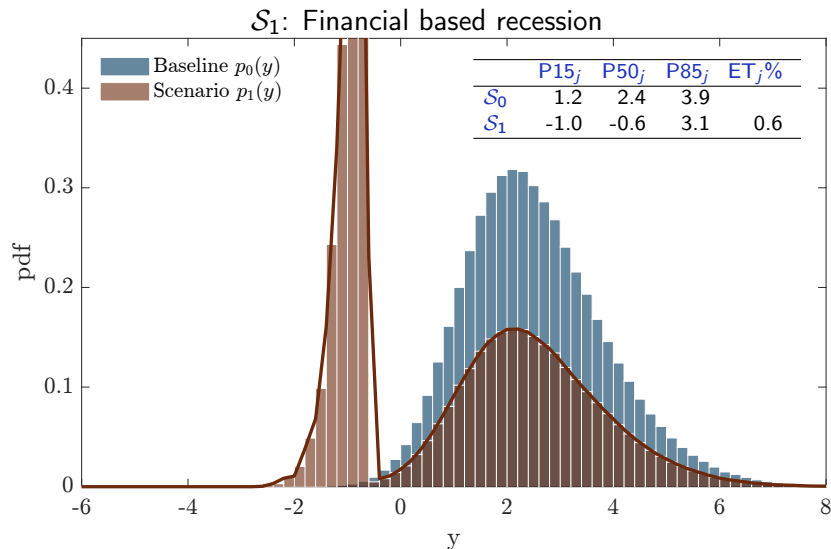 S₁: Financial based recession
Baseline p₀(y)
Scenario p₁(y)
P15ⱼ P50ⱼ P85ⱼ ETⱼ%
S₀ 1.2 2.4 3.9
S₁ -1.0 -0.6 3.1 0.6
pdf
0.4
0.3
0.2
0.1
0
-6 -4 -2 0 2 4 6 8
y